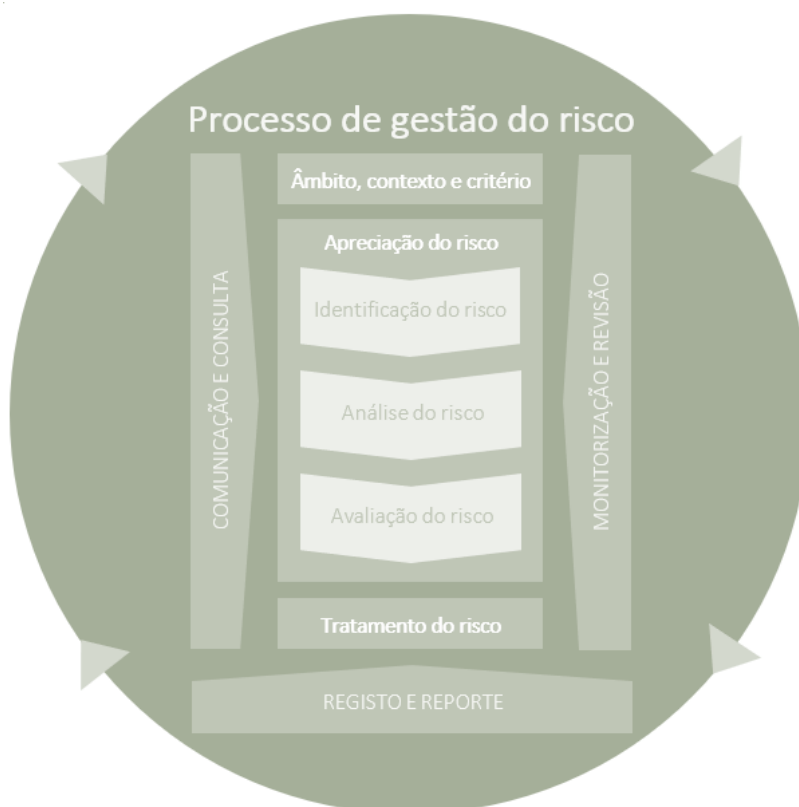 Processo de gestão do risco
Âmbito, contexto e critério
Apreciação do risco
Identificação do risco
Análise do risco
Avaliação do risco
Tratamento do risco
COMUNICAÇÃO E CONSULTA
MONITORIZAÇÃO E REVISÃO
REGISTO E REPORTE